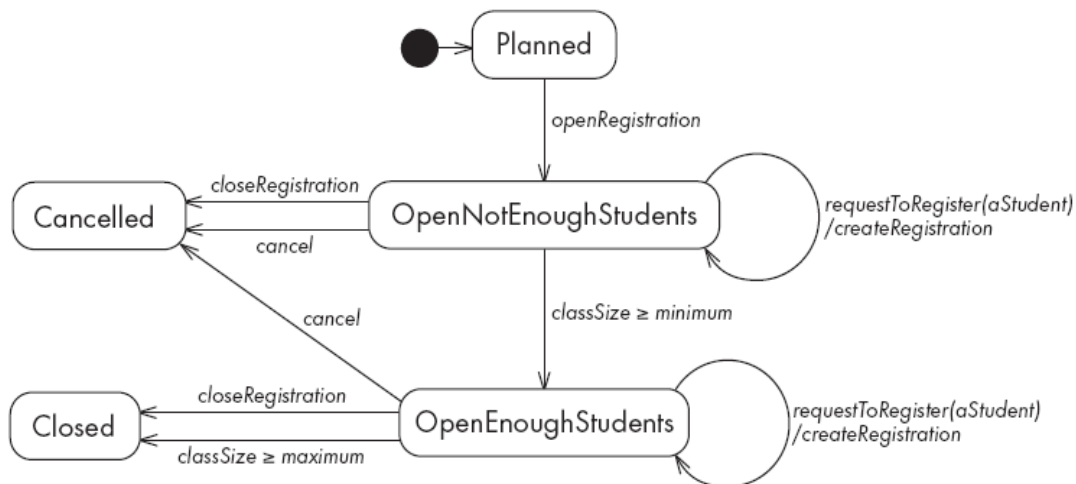 Planned
openRegistration
closeRegistration
Cancelled
OpenNotEnoughStudents
requestToRegister(aStudent)
/createRegistration
cancel
classSize ≥ minimum
cancel
closeRegistration
Closed
OpenEnoughStudents
requestToRegister(aStudent)
/createRegistration
classSize ≥ maximum